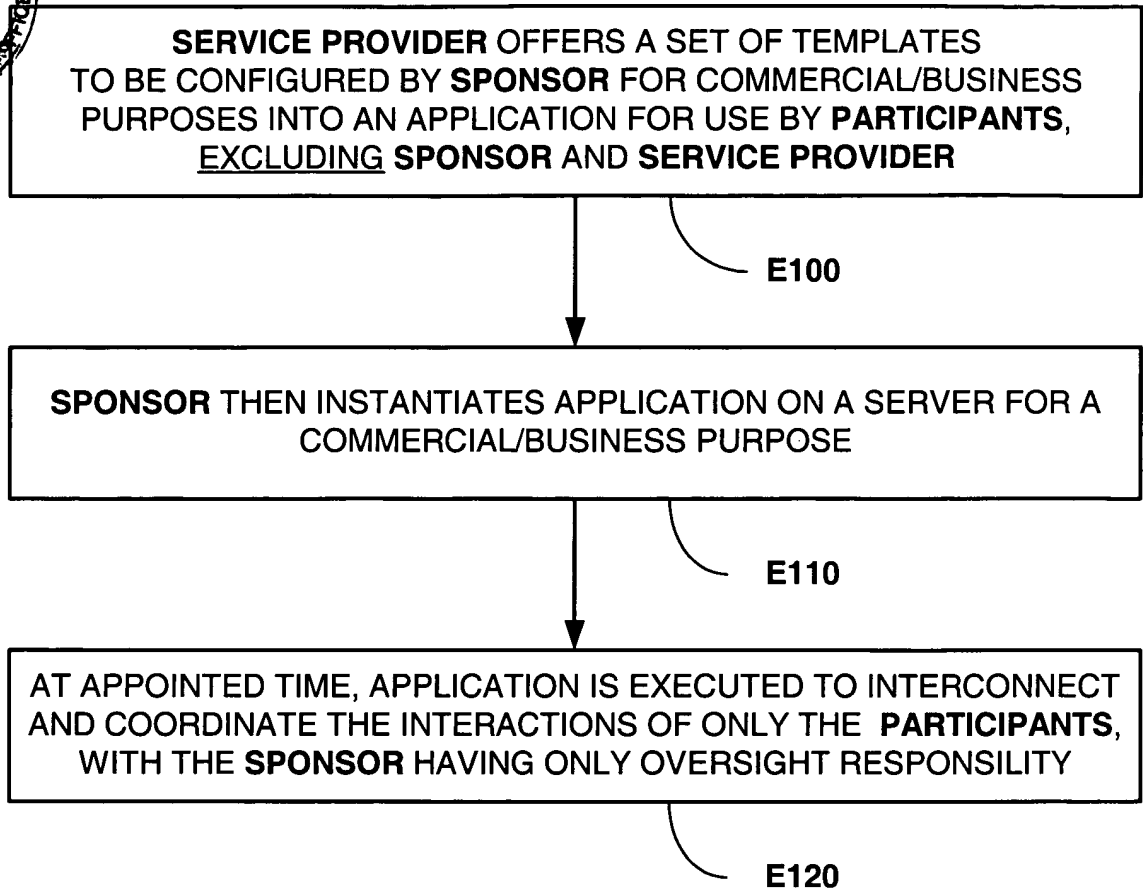 OFFICE
SERVICE PROVIDER OFFERS A SET OF TEMPLATES
TO BE CONFIGURED BY SPONSOR FOR COMMERCIAL/BUSINESS
PURPOSES INTO AN APPLICATION FOR USE BY PARTICIPANTS,
EXCLUDING SPONSOR AND SERVICE PROVIDER
E100
SPONSOR THEN INSTANTIATES APPLICATION ON A SERVER FOR A
COMMERCIAL/BUSINESS PURPOSE
E110
AT APPOINTED TIME, APPLICATION IS EXECUTED TO INTERCONNECT
AND COORDINATE THE INTERACTIONS OF ONLY THE PARTICIPANTS,
WITH THE SPONSOR HAVING ONLY OVERSIGHT RESPONSILITY
E120